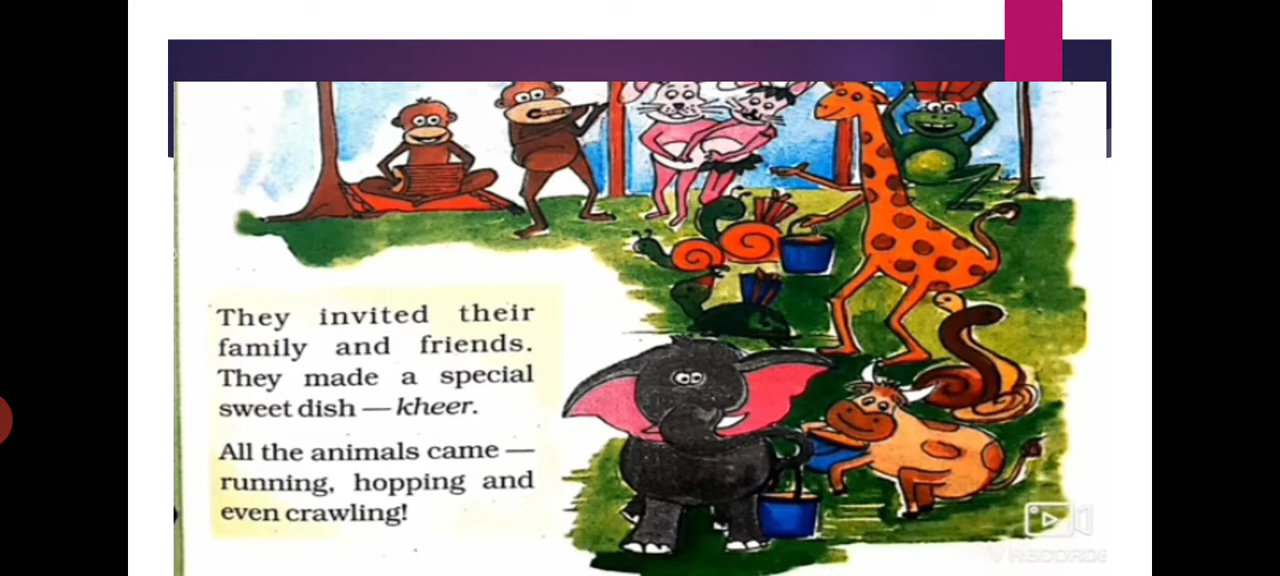 They invited their
family and friends.
They made a special
sweet dish — kheer.
All the animals came —
running, hopping and
even crawling!
V RECORDE